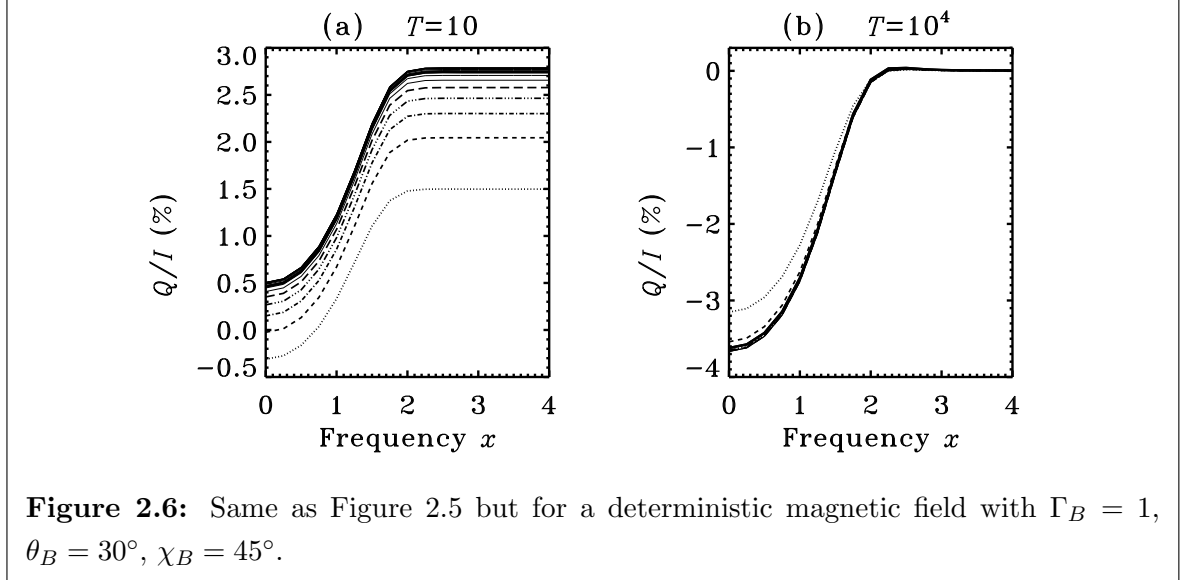 (a) T=10
3.0
2.5
2.0
1.5
1.0
0.5
0.0
−0.5
Q/I (%)
0 1 2 3 4
Frequency x
(b) T=10⁴
0
−1
−2
−3
−4
Q/I (%)
0 1 2 3 4
Frequency x
Figure 2.6: Same as Figure 2.5 but for a deterministic magnetic field with Γ_B = 1,
θ_B = 30°, χ_B = 45°.